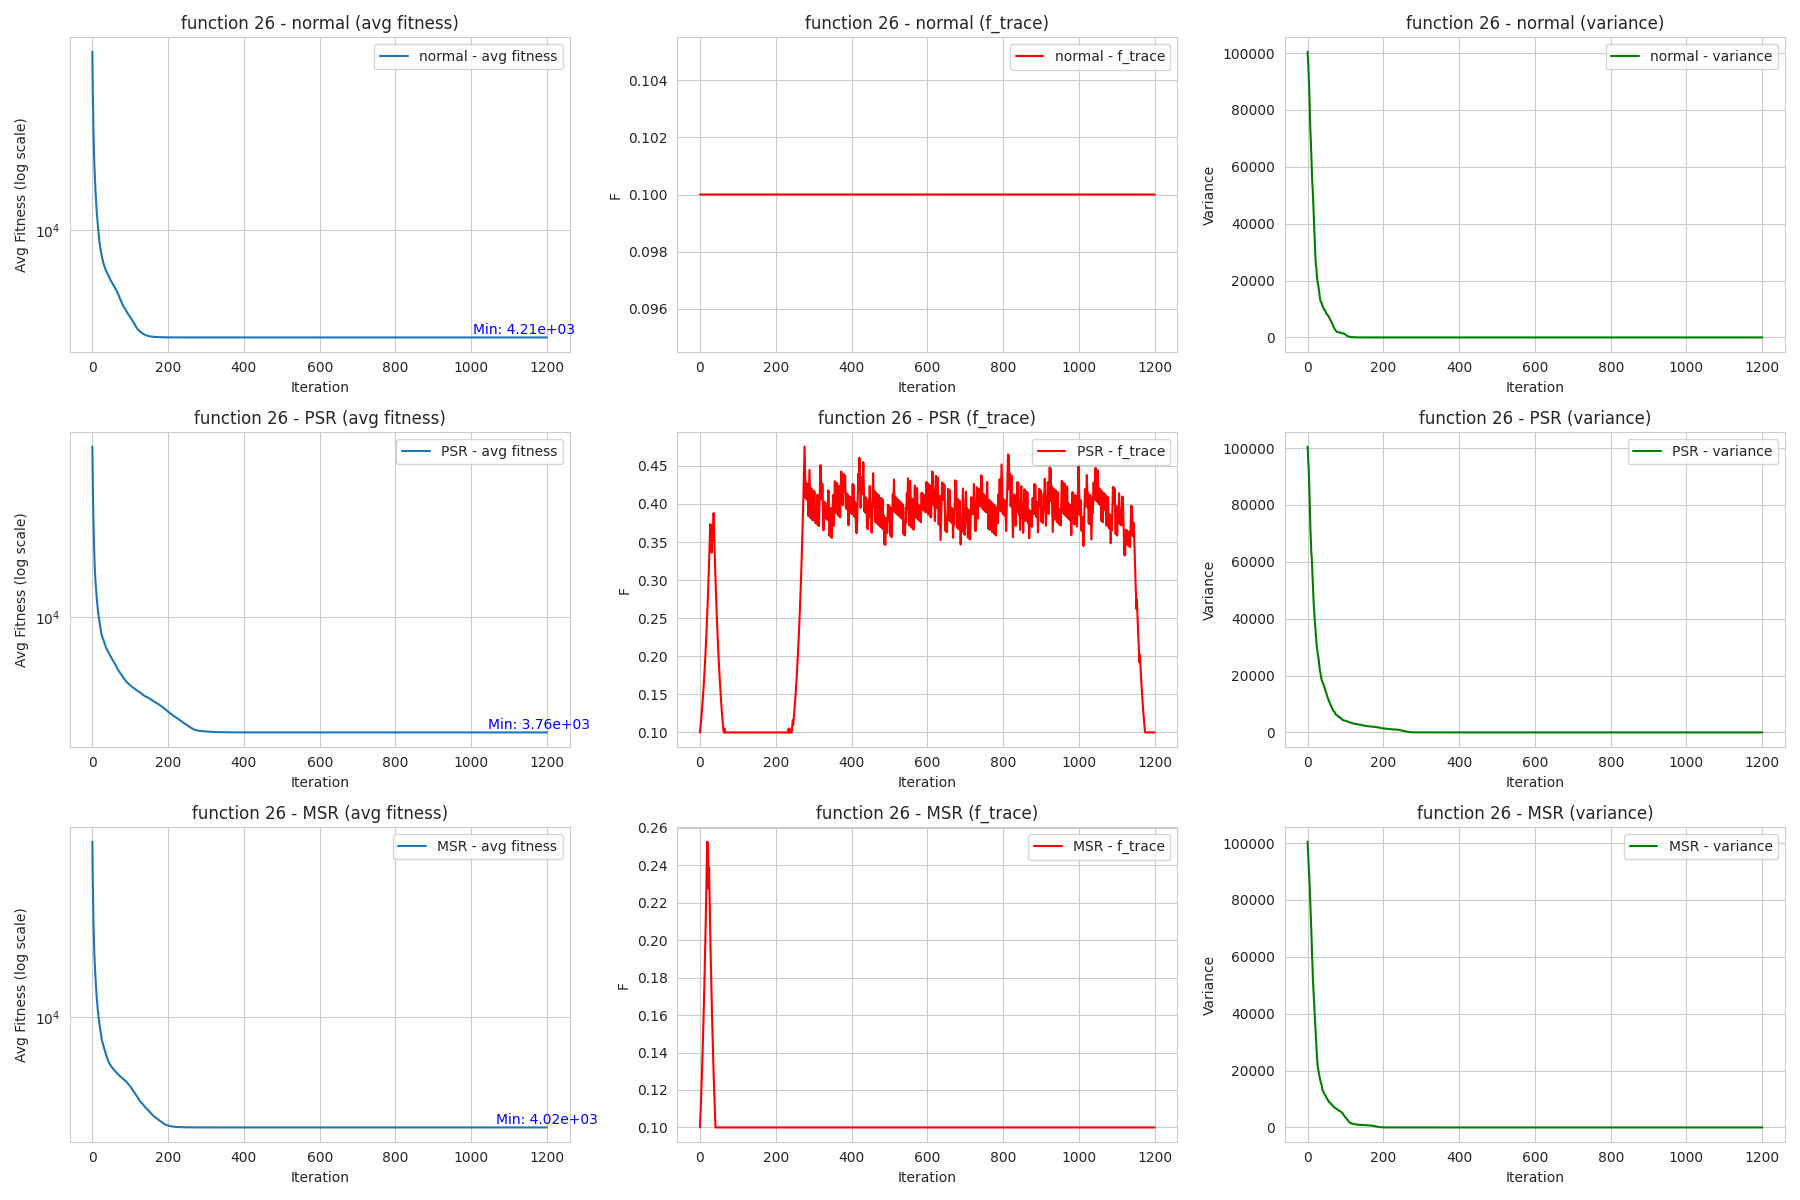 function 26 - normal (avg fitness)
normal - avg fitness
Avg Fitness (log scale)
10⁴
Min: 4.21e+03
0 200 400 600 800 1000 1200
Iteration
function 26 - normal (f_trace)
normal - f_trace
F
0.104
0.102
0.100
0.098
0.096
0 200 400 600 800 1000 1200
Iteration
function 26 - normal (variance)
normal - variance
Variance
100000
80000
60000
40000
20000
0
0 200 400 600 800 1000 1200
Iteration
function 26 - PSR (avg fitness)
PSR - avg fitness
Avg Fitness (log scale)
10⁴
Min: 3.76e+03
0 200 400 600 800 1000 1200
Iteration
function 26 - PSR (f_trace)
PSR - f_trace
F
0.45
0.40
0.35
0.30
0.25
0.20
0.15
0.10
0 200 400 600 800 1000 1200
Iteration
function 26 - PSR (variance)
PSR - variance
Variance
100000
80000
60000
40000
20000
0
0 200 400 600 800 1000 1200
Iteration
function 26 - MSR (avg fitness)
MSR - avg fitness
Avg Fitness (log scale)
10⁴
Min: 4.02e+03
0 200 400 600 800 1000 1200
Iteration
function 26 - MSR (f_trace)
MSR - f_trace
F
0.26
0.24
0.22
0.20
0.18
0.16
0.14
0.12
0.10
0 200 400 600 800 1000 1200
Iteration
function 26 - MSR (variance)
MSR - variance
Variance
100000
80000
60000
40000
20000
0
0 200 400 600 800 1000 1200
Iteration